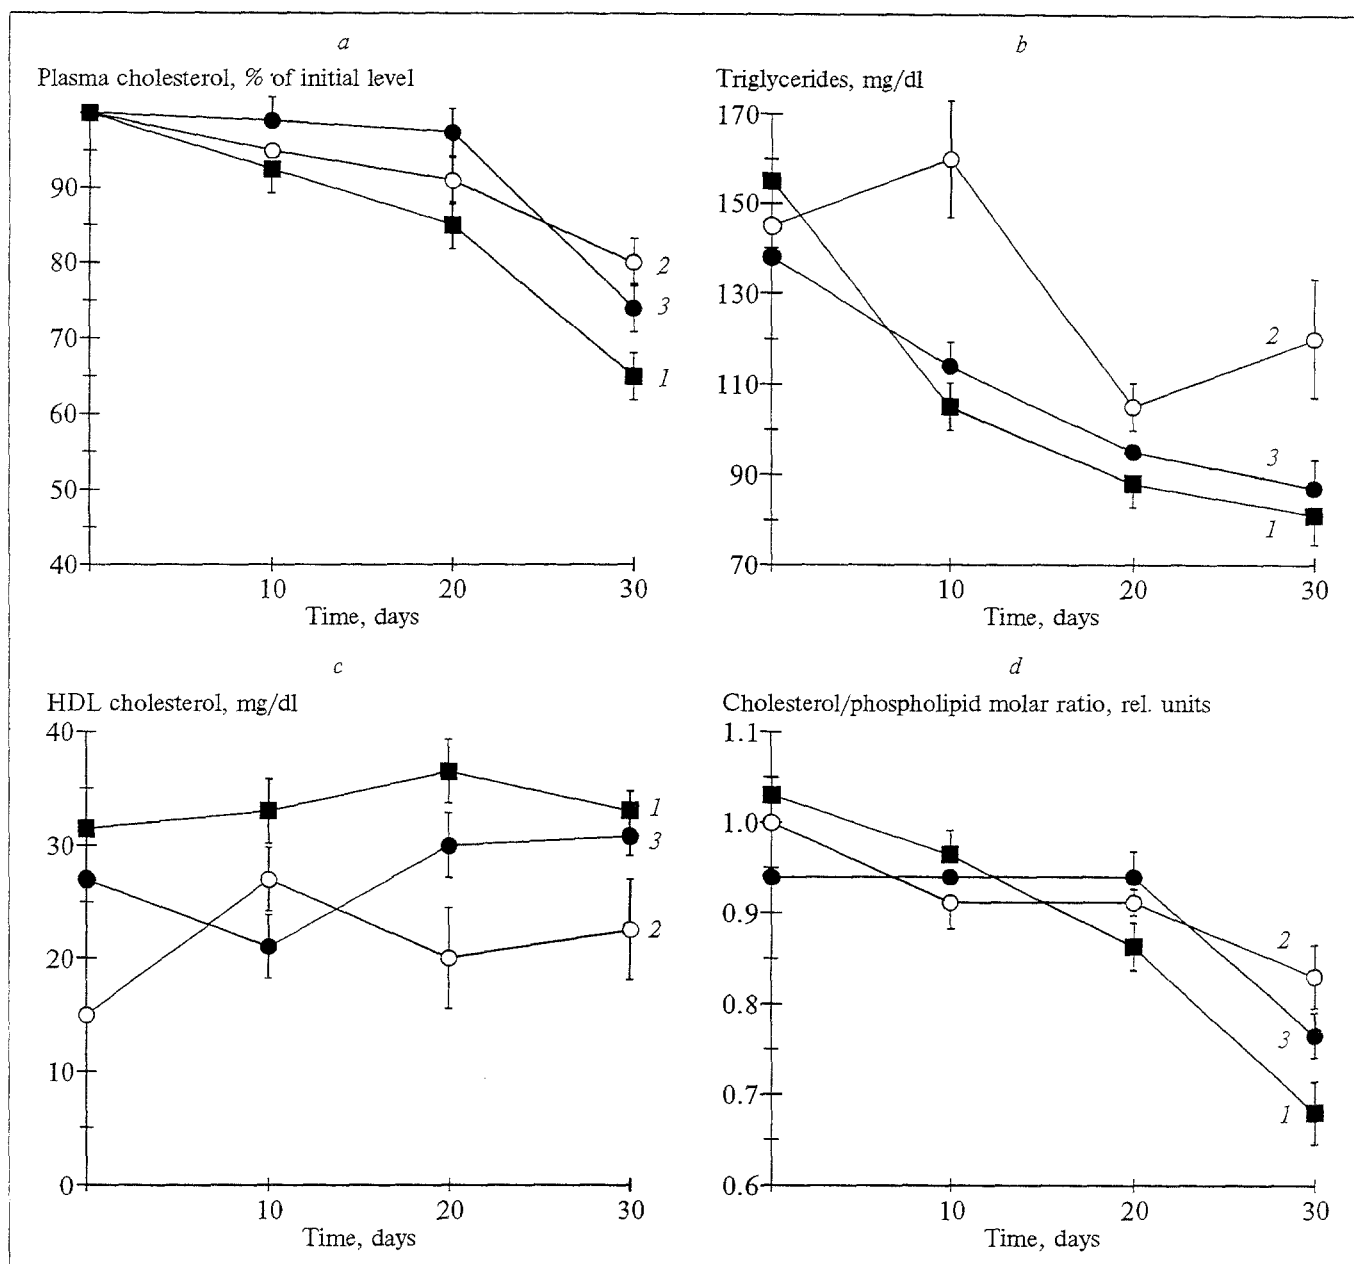 a
Plasma cholesterol, % of initial level
90
80
70
60
50
40
10 20 30
Time, days
2
3
1
b
Triglycerides, mg/dl
170
150
130
110
90
70
10 20 30
Time, days
2
3
1
c
HDL cholesterol, mg/dl
40
30
20
10
0
10 20 30
Time, days
1
3
2
d
Cholesterol/phospholipid molar ratio, rel. units
1.1
1.0
0.9
0.8
0.7
0.6
10 20 30
Time, days
2
3
1